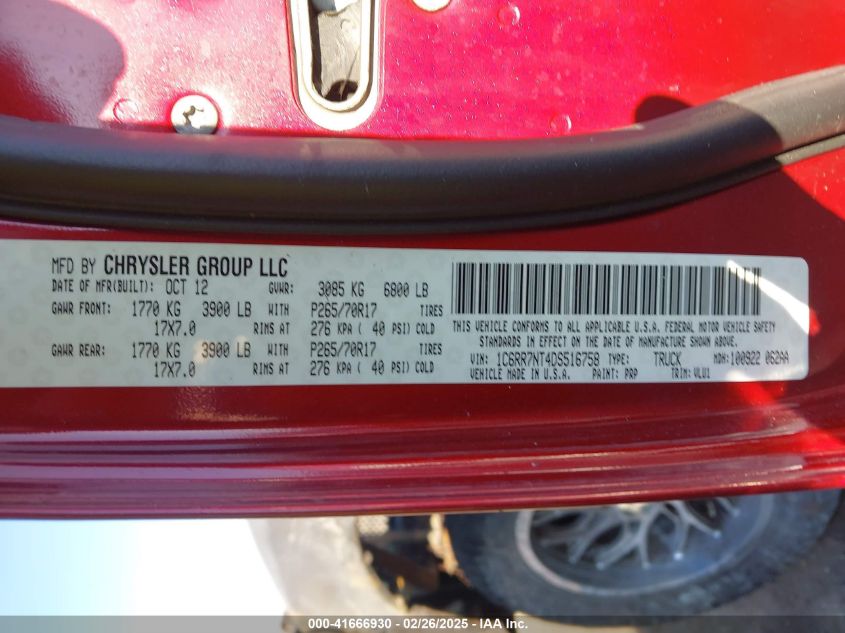 MFD BY CHRYSLER GROUP LLC
DATE OF MFR(BUILT): OCT 12 GVWR: 3085 KG 6800 LB
GAWR FRONT: 1770 KG 3900 LB WITH P265/70R17 TIRES
17X7.0 RIMS AT 276 KPA ( 40 PSI) COLD
GAWR REAR: 1770 KG 3900 LB WITH P265/70R17 TIRES
17X7.0 RIMS AT 276 KPA ( 40 PSI) COLD
THIS VEHICLE CONFORMS TO ALL APPLICABLE U.S.A. FEDERAL MOTOR VEHICLE SAFETY
STANDARDS IN EFFECT ON THE DATE OF MANUFACTURE SHOWN ABOVE.
VIN: 1C6RR7NT4DS516758 TYPE: TRUCK MDH: 100922 062AA
VEHICLE MADE IN U.S.A. PAINT: PRP TRIM: VLV1
000-41666930 - 02/26/2025 - IAA Inc.